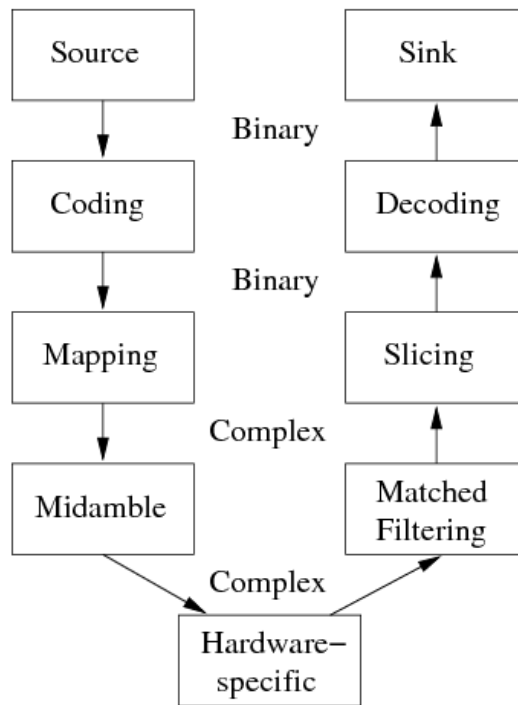 Source
Sink
Binary
Coding
Decoding
Binary
Mapping
Slicing
Complex
Midamble
Matched
Filtering
Complex
Hardware−
specific